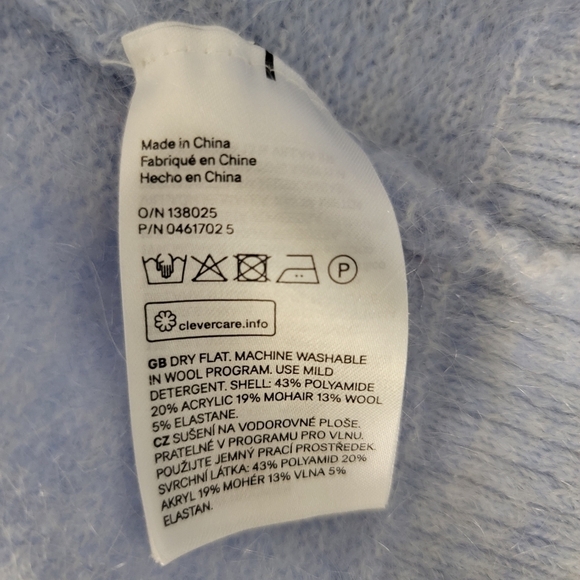 Made in China
Fabriqué en Chine
Hecho en China
O/N 138025
P/N 0461702 5
P
clevercare.info
GB DRY FLAT. MACHINE WASHABLE
IN WOOL PROGRAM. USE MILD
DETERGENT. SHELL: 43% POLYAMIDE
20% ACRYLIC 19% MOHAIR 13% WOOL
5% ELASTANE.
CZ SUŠENÍ NA VODOROVNÉ PLOŠE.
PRATELNÉ V PROGRAMU PRO VLNU.
POUŽIJTE JEMNÝ PRACÍ PROSTŘEDEK.
SVRCHNÍ LÁTKA: 43% POLYAMID 20%
AKRYL 19% MOHÉR 13% VLNA 5%
ELASTAN.